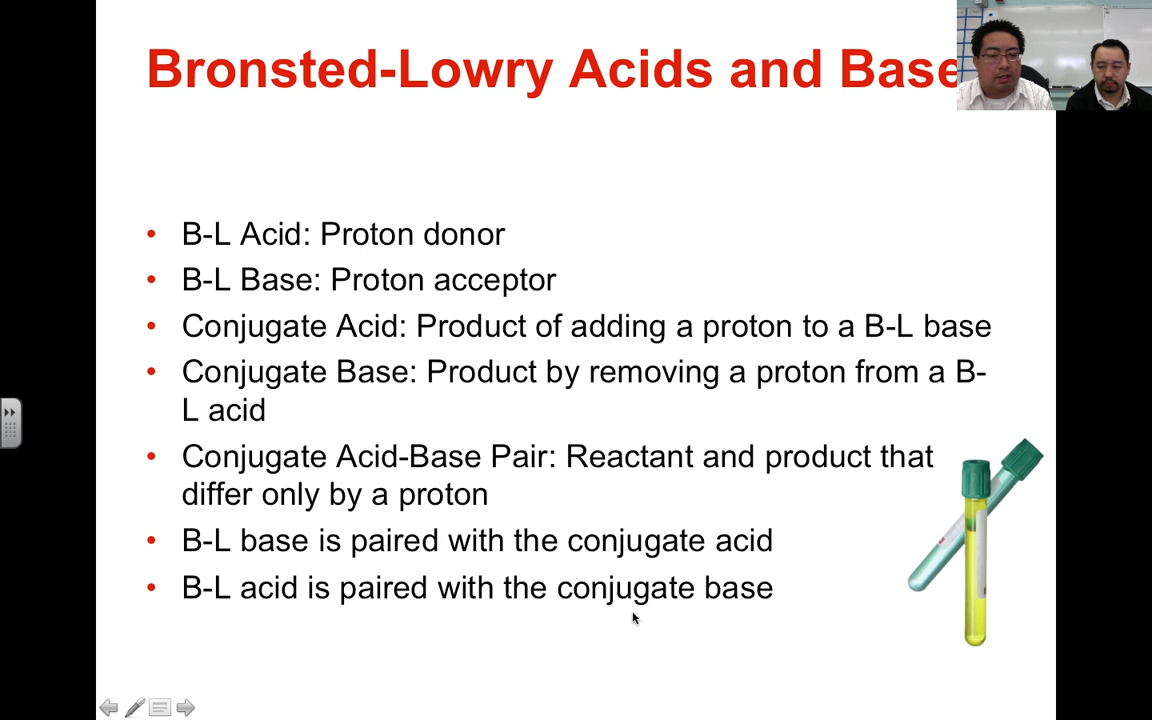 Bronsted-Lowry Acids and Base
• B-L Acid: Proton donor
• B-L Base: Proton acceptor
• Conjugate Acid: Product of adding a proton to a B-L base
• Conjugate Base: Product by removing a proton from a B-
L acid
• Conjugate Acid-Base Pair: Reactant and product that
differ only by a proton
• B-L base is paired with the conjugate acid
• B-L acid is paired with the conjugate base